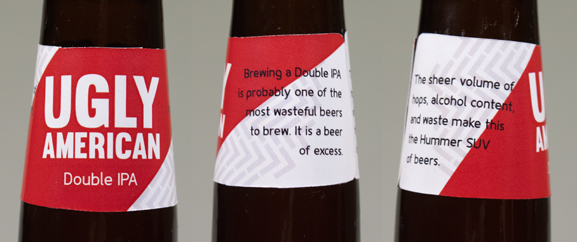 UGLY
AMERICAN
Double IPA
Brewing a Double IPA
is probably one of the
most wasteful beers
to brew. It is a beer
of excess.
The sheer volume of
hops, alcohol content,
and waste make this
the Hummer SUV
of beers.